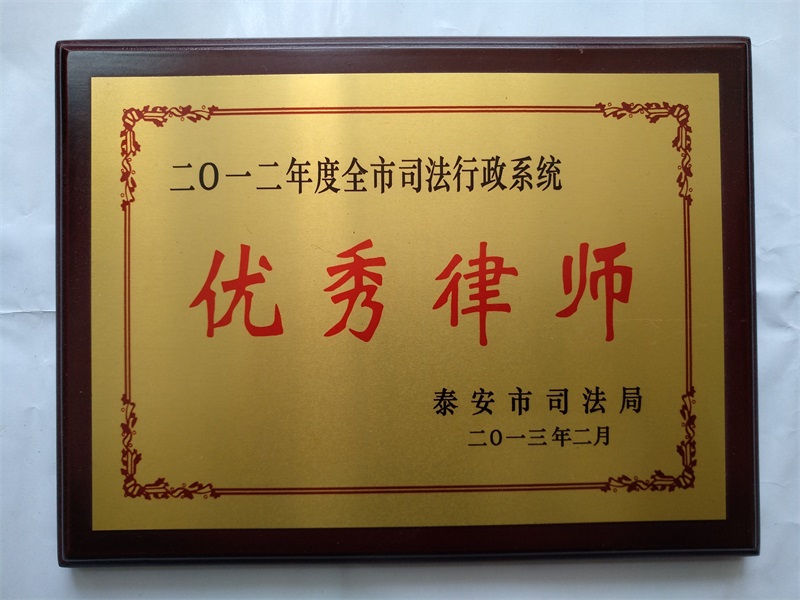 二〇一二年度全市司法行政系统
优秀律师
泰安市司法局
二〇一三年二月